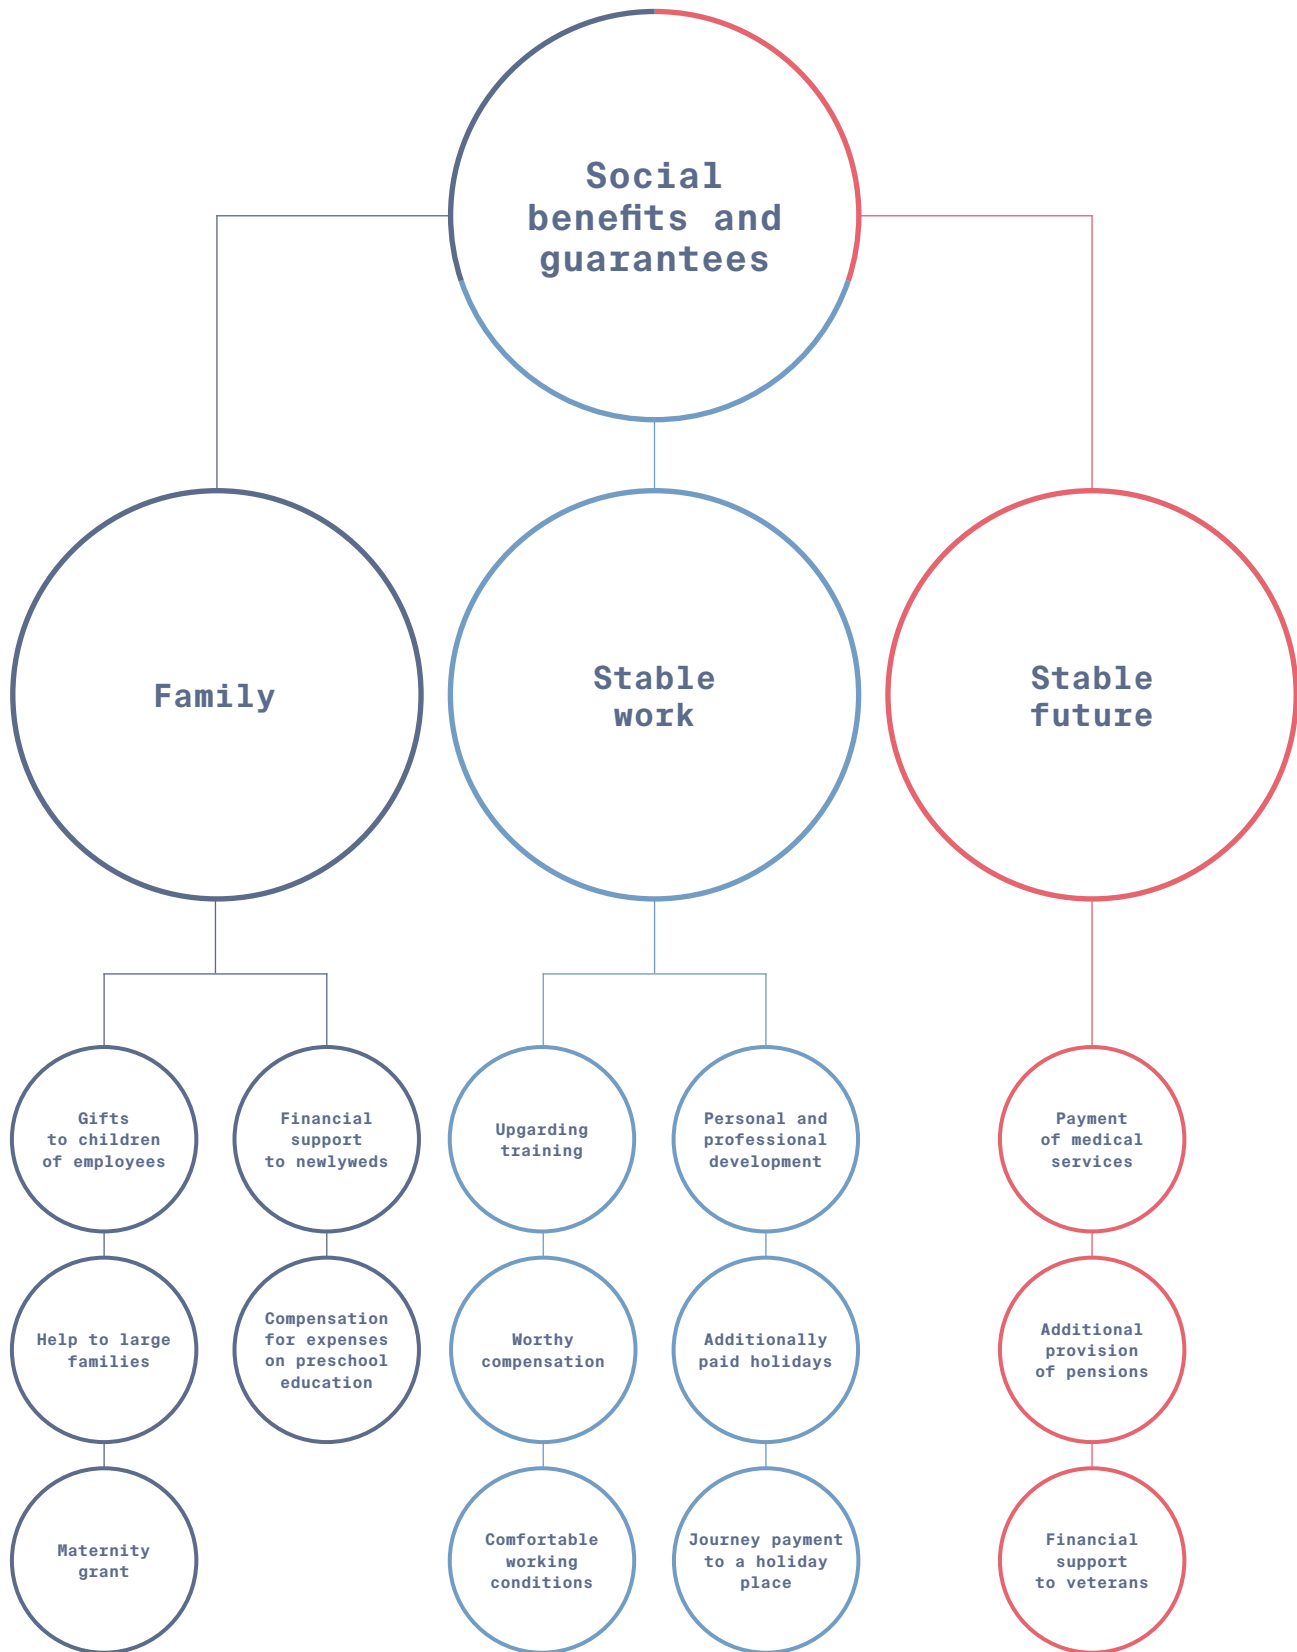 Social
benefits and
guarantees
Family
Stable
work
Stable
future
Gifts
to children
of employees
Financial
support
to newlyweds
Upgarding
training
Personal and
professional
development
Payment
of medical
services
Help to large
families
Compensation
for expenses
on preschool
education
Worthy
compensation
Additionally
paid holidays
Additional
provision
of pensions
Maternity
grant
Comfortable
working
conditions
Journey payment
to a holiday
place
Financial
support
to veterans